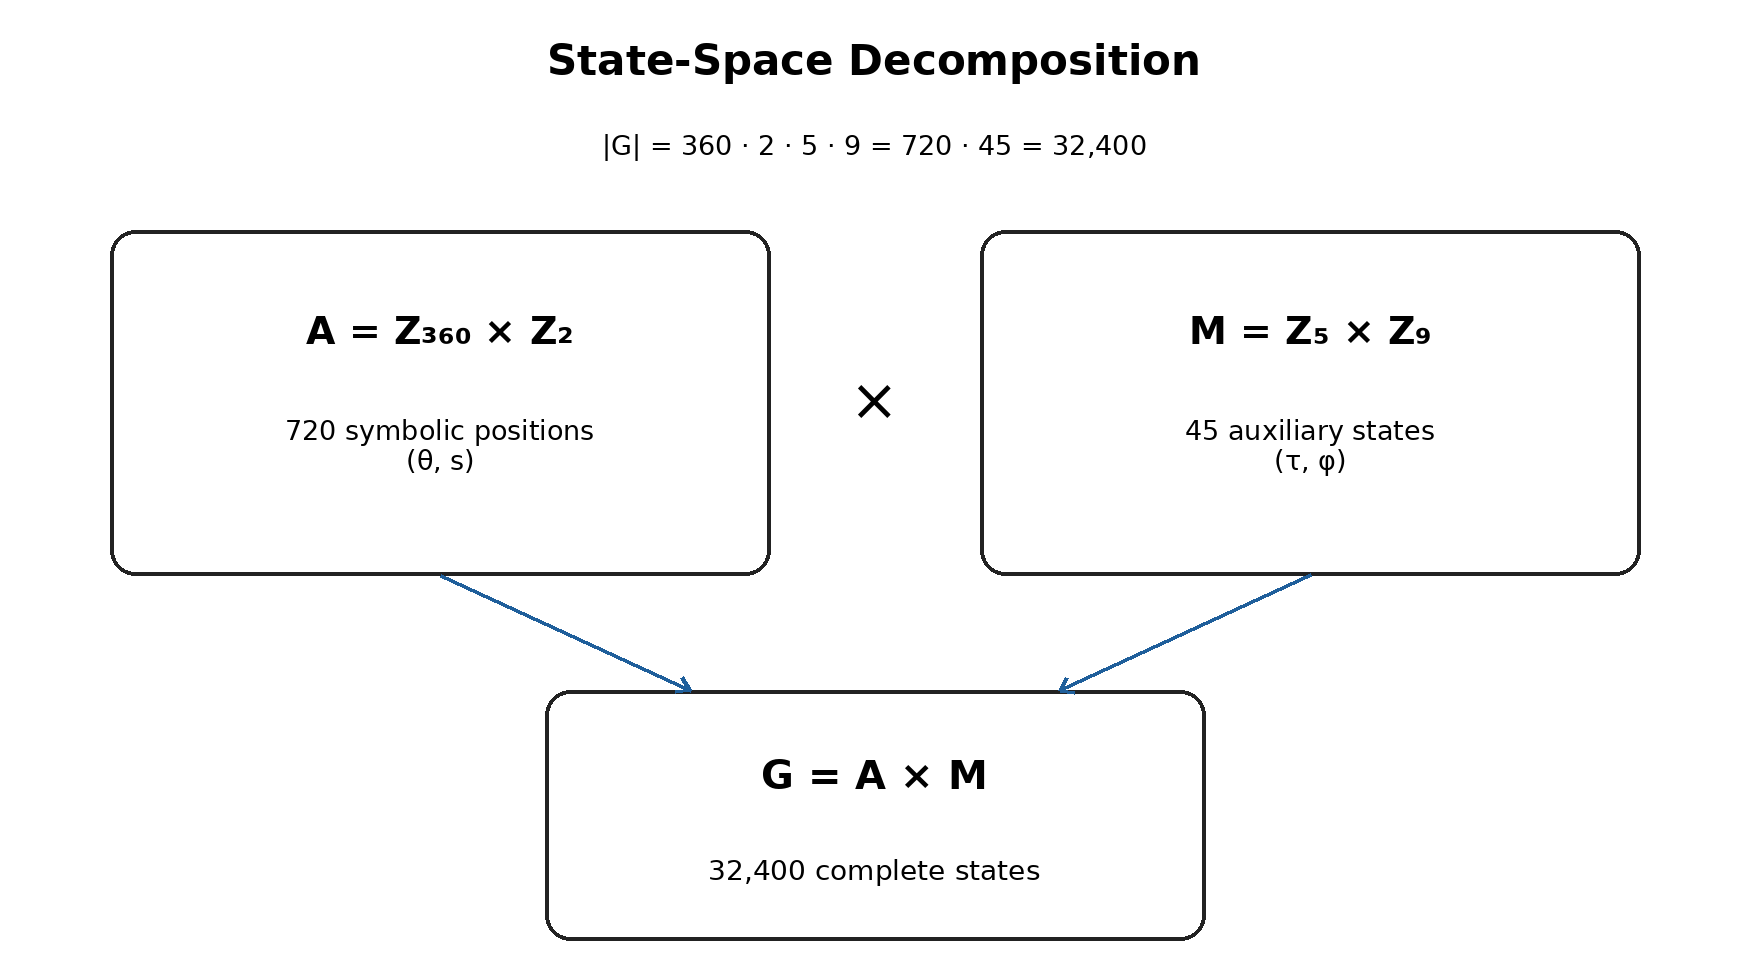 State-Space Decomposition
|G| = 360 · 2 · 5 · 9 = 720 · 45 = 32,400
A = Z₃₆₀ × Z₂
720 symbolic positions
(θ, s)
×
M = Z₅ × Z₉
45 auxiliary states
(τ, φ)
G = A × M
32,400 complete states